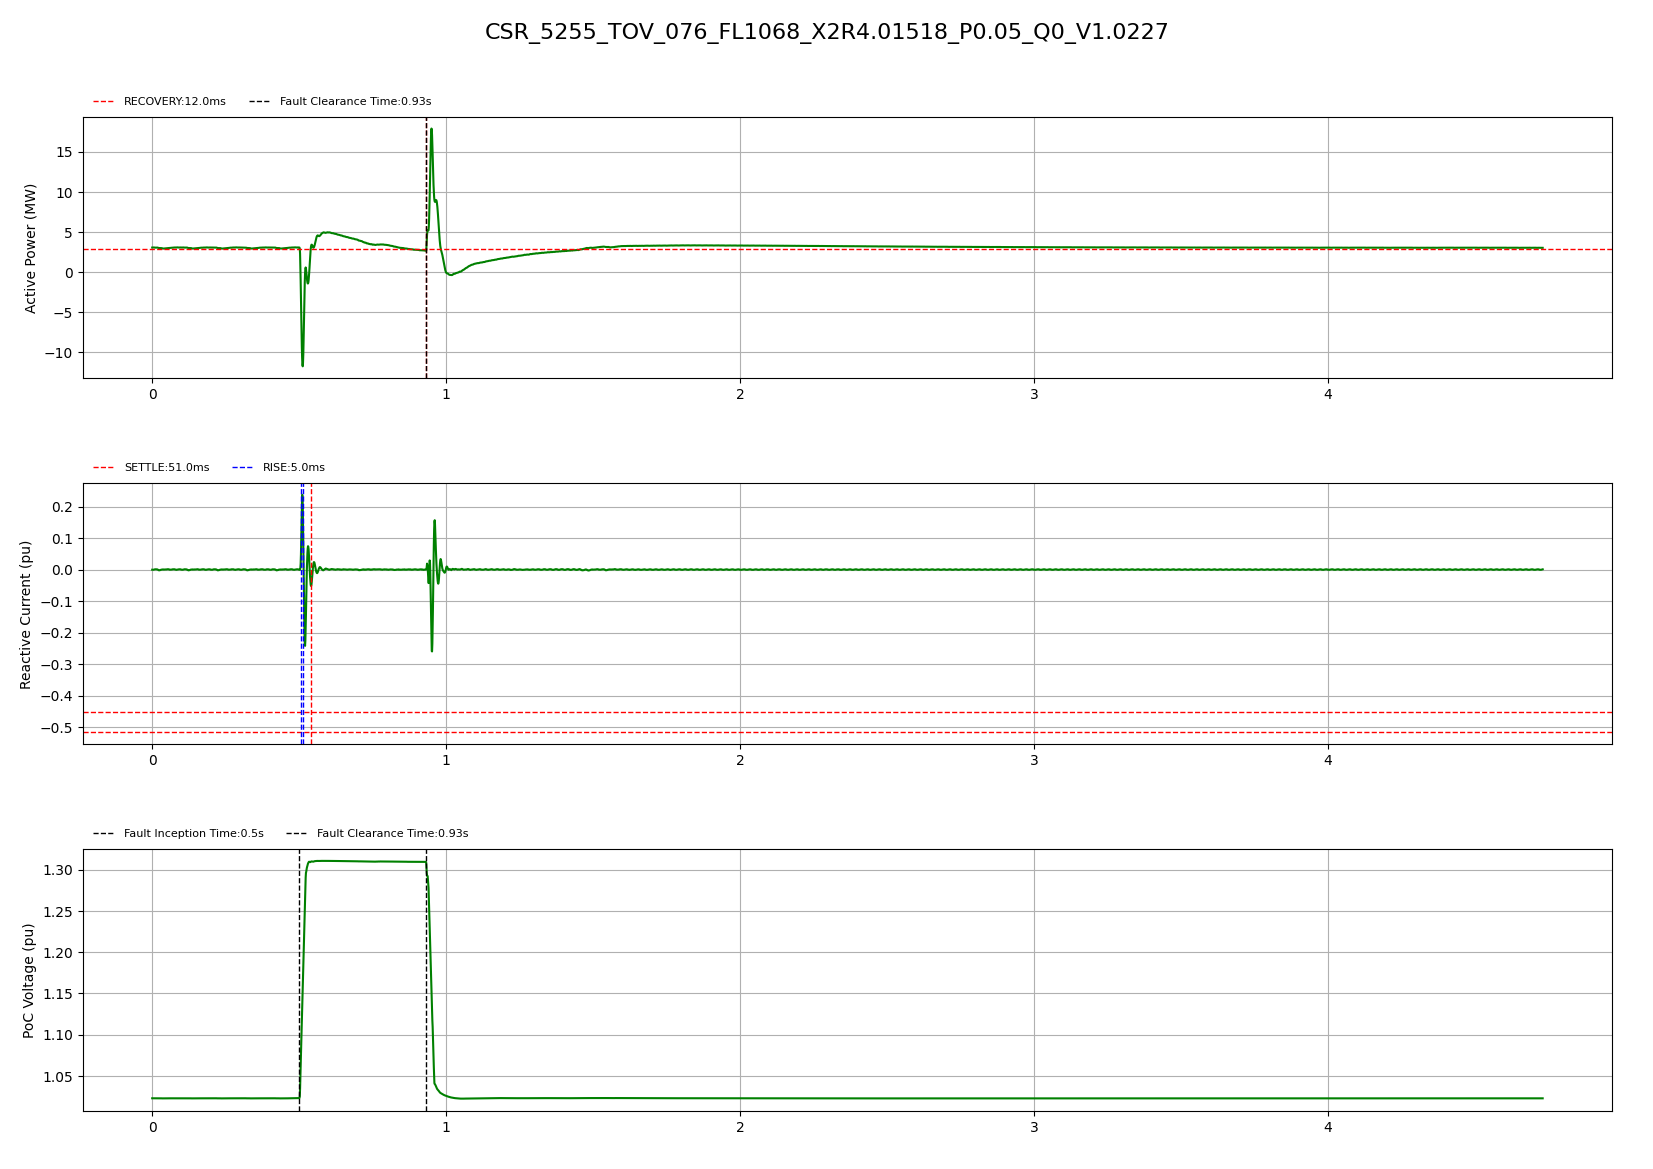 CSR_5255_TOV_076_FL1068_X2R4.01518_P0.05_Q0_V1.0227
RECOVERY:12.0ms Fault Clearance Time:0.93s
Active Power (MW)
15
10
5
0
−5
−10
0 1 2 3 4
SETTLE:51.0ms RISE:5.0ms
Reactive Current (pu)
0.2
0.1
0.0
−0.1
−0.2
−0.3
−0.4
−0.5
0 1 2 3 4
Fault Inception Time:0.5s Fault Clearance Time:0.93s
PoC Voltage (pu)
1.30
1.25
1.20
1.15
1.10
1.05
0 1 2 3 4